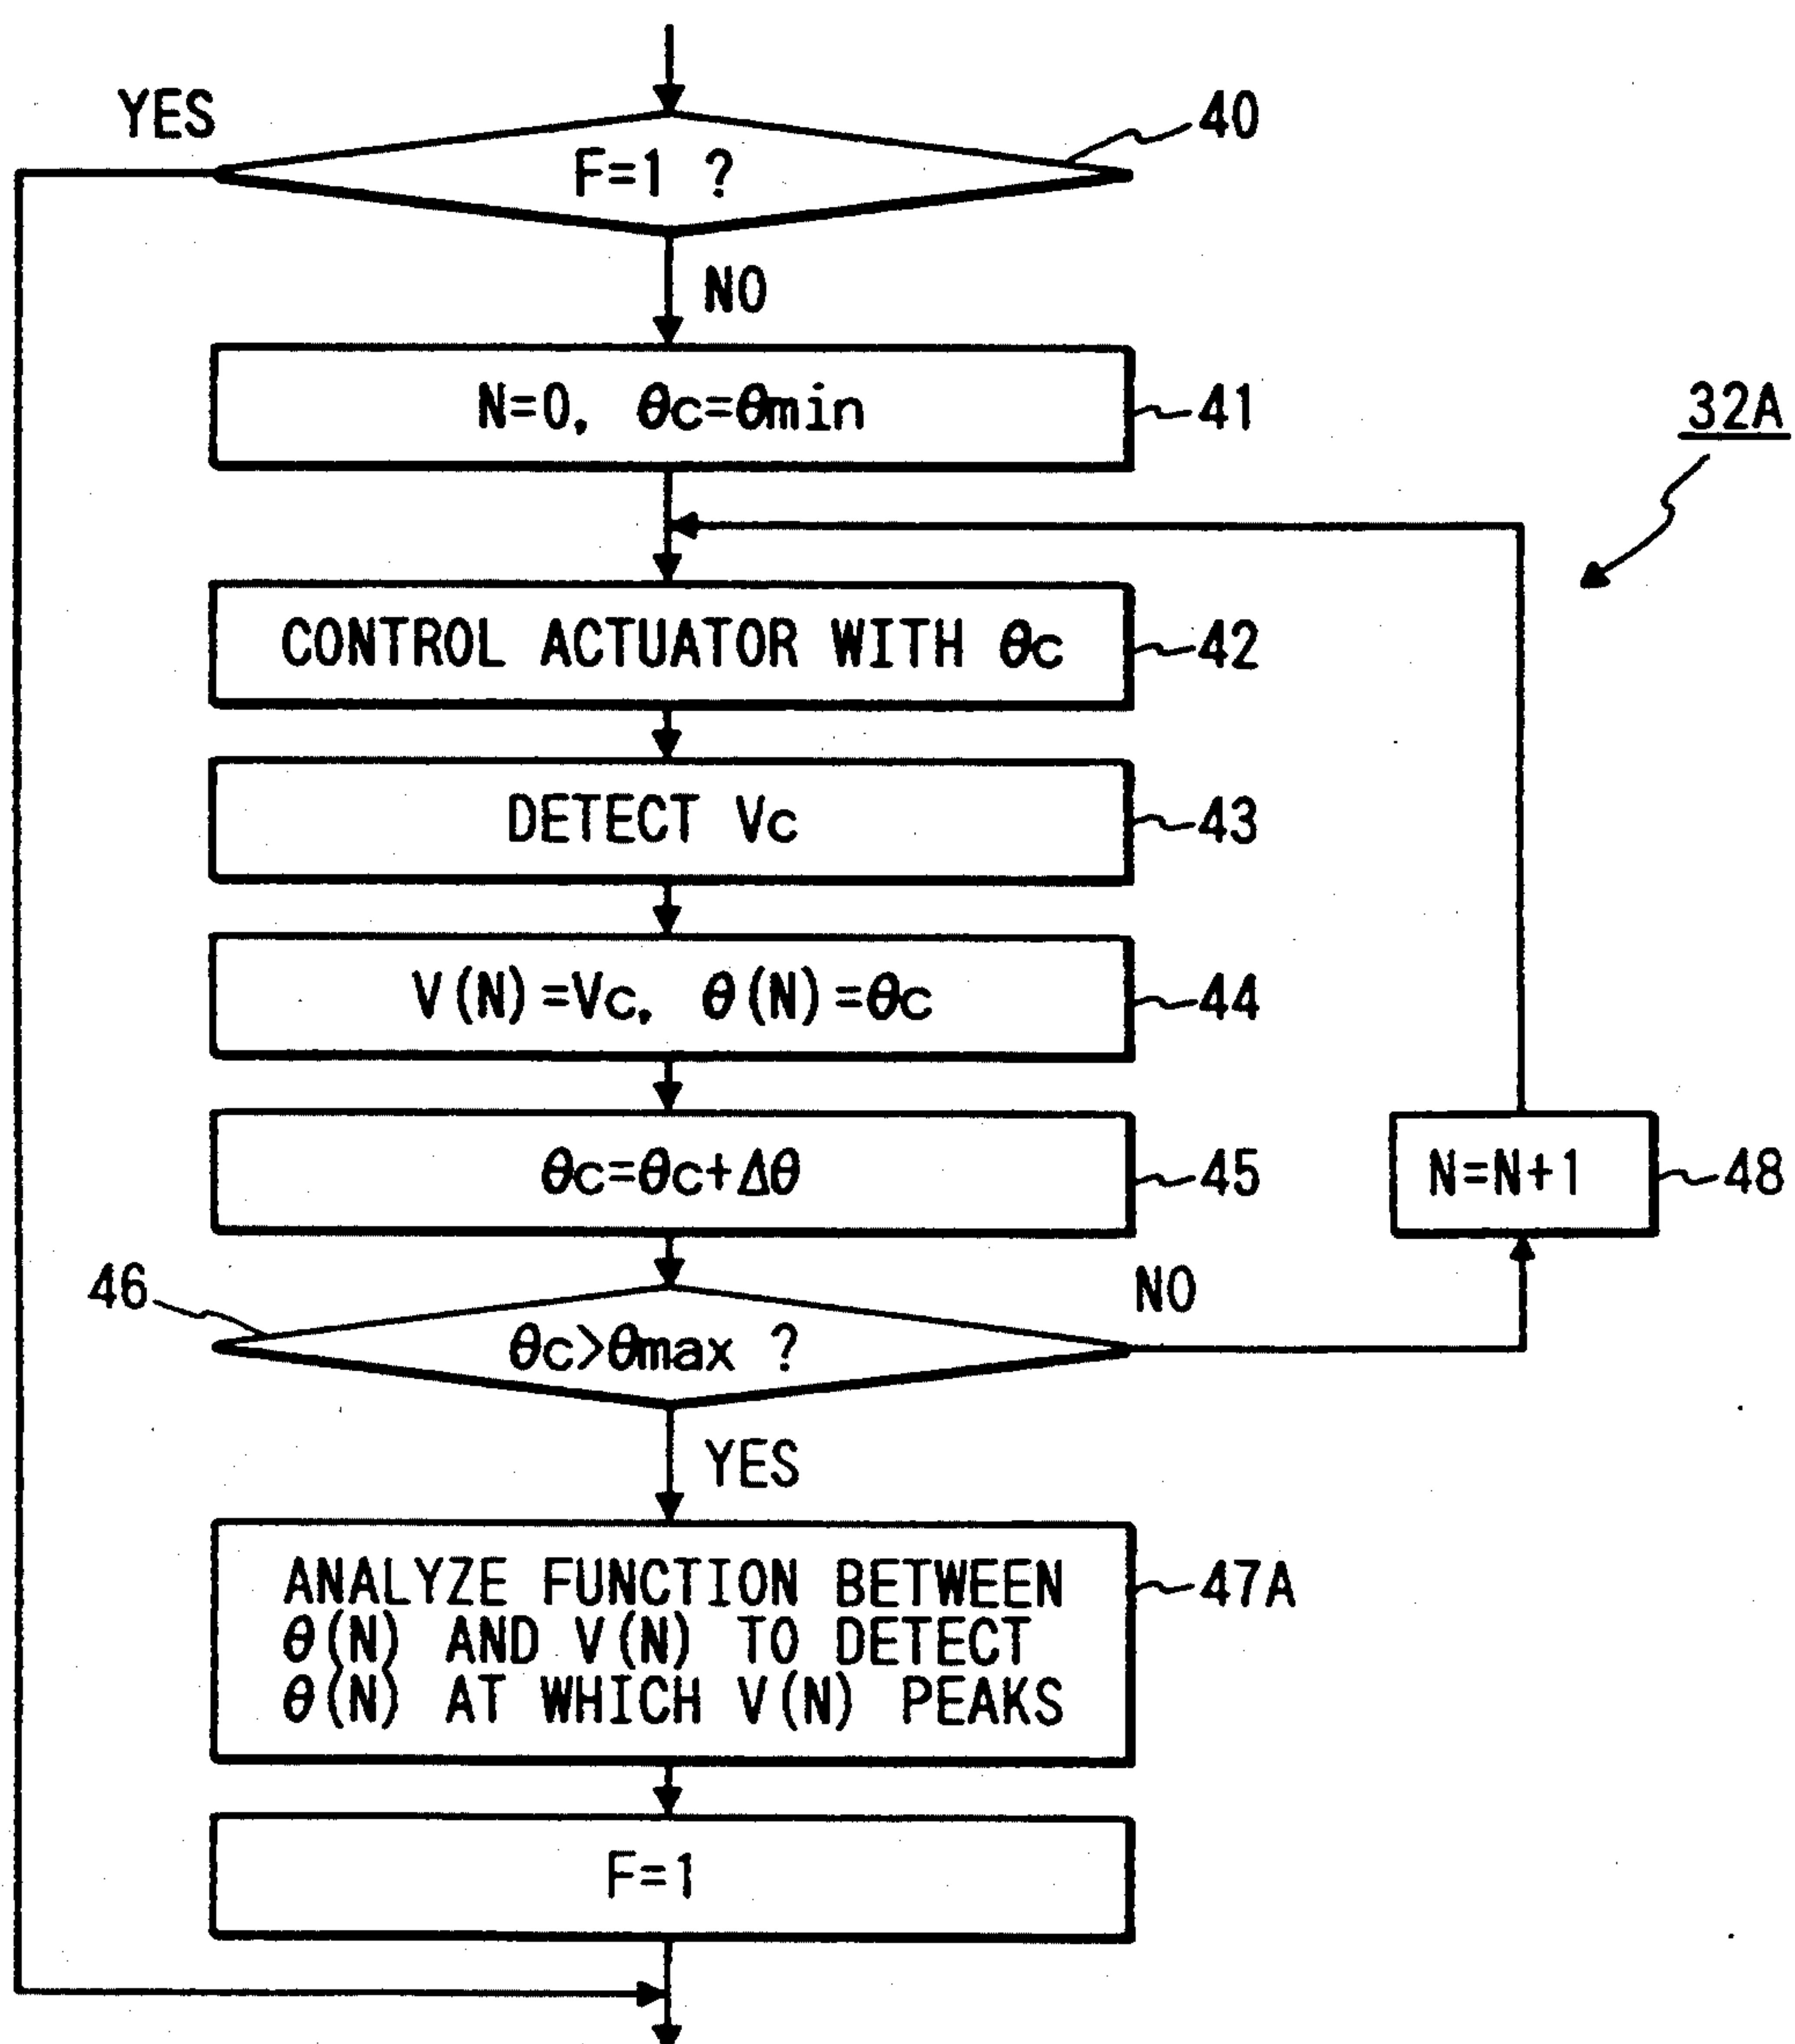 YES
40
F=1 ?
NO
N=0, θc=θmin
41
32A
CONTROL ACTUATOR WITH θc
42
DETECT Vc
43
V(N)=Vc, θ(N)=θc
44
θc=θc+Δθ
45
N=N+1
48
46
NO
θc>θmax ?
YES
ANALYZE FUNCTION BETWEEN
θ(N) AND V(N) TO DETECT
θ(N) AT WHICH V(N) PEAKS
47A
F=1